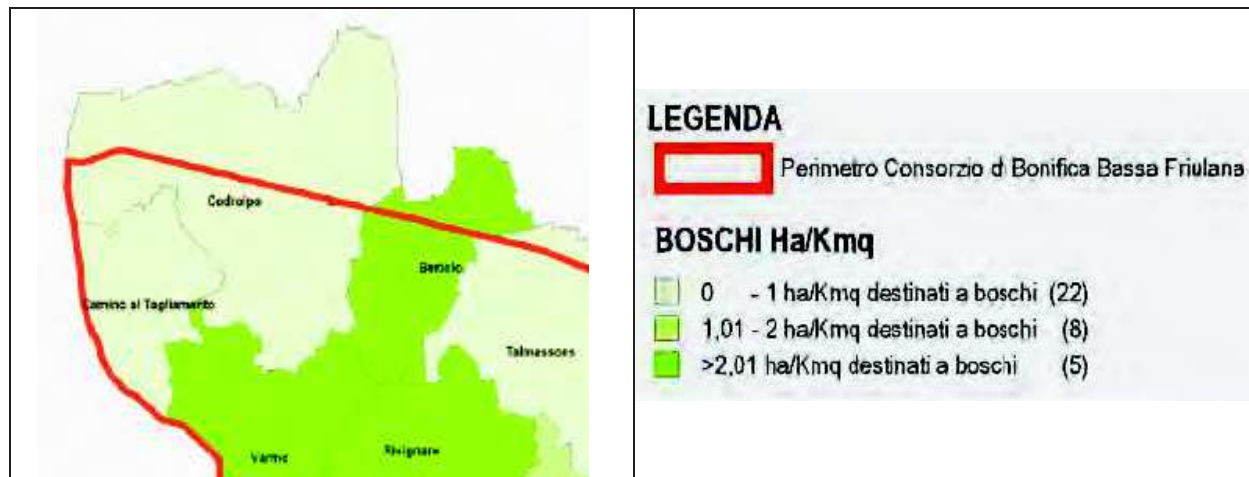 Codroipo
Bertiolo
Camino al Tagliamento
Talmassons
Varmo
Rivignano
LEGENDA
Perimetro Consorzio d Bonifica Bassa Friulana
BOSCHI Ha/Kmq
0 - 1 ha/Kmq destinati a boschi (22)
1,01 - 2 ha/Kmq destinati a boschi (8)
>2,01 ha/Kmq destinati a boschi (5)